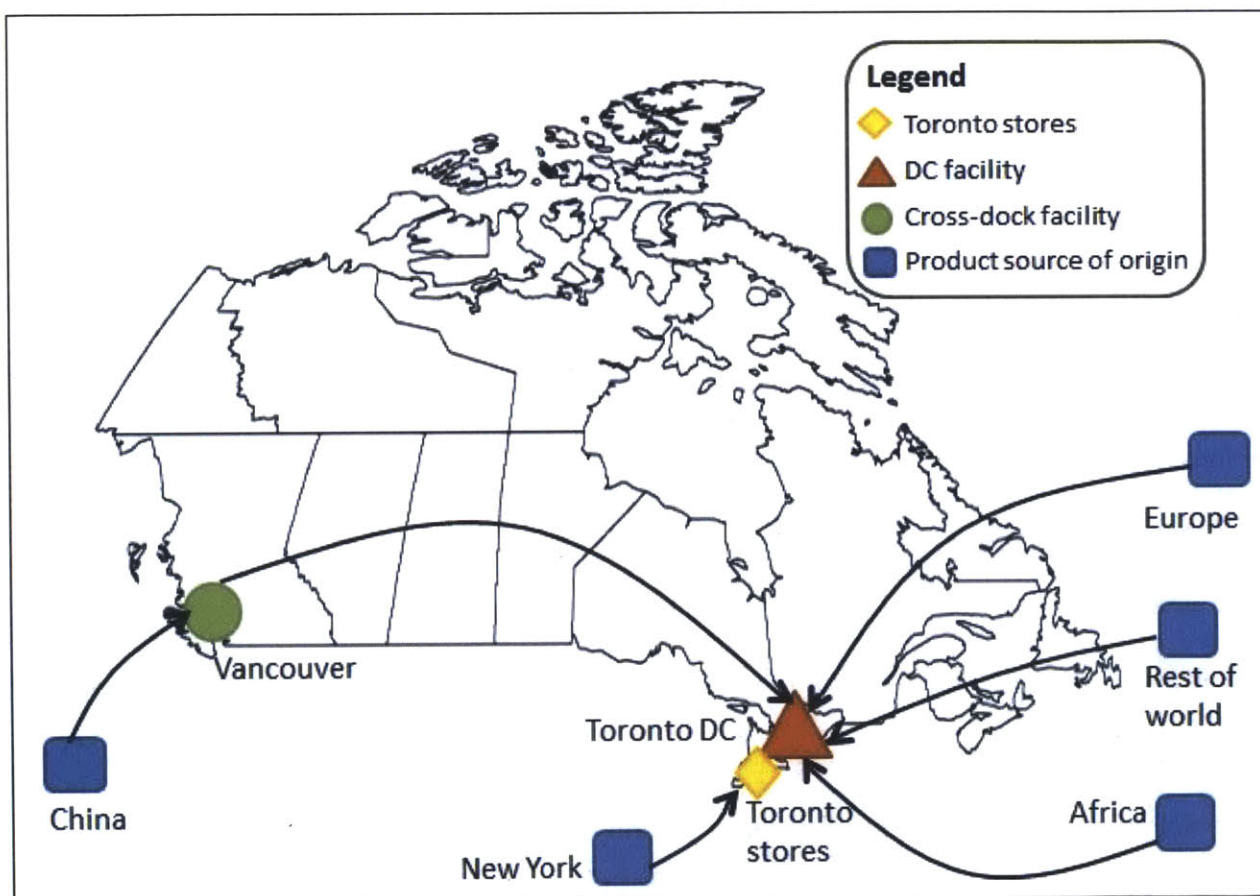 Legend
Toronto stores
DC facility
Cross-dock facility
Product source of origin
Europe
Vancouver
Rest of
world
Toronto DC
China
Toronto
stores
Africa
New York